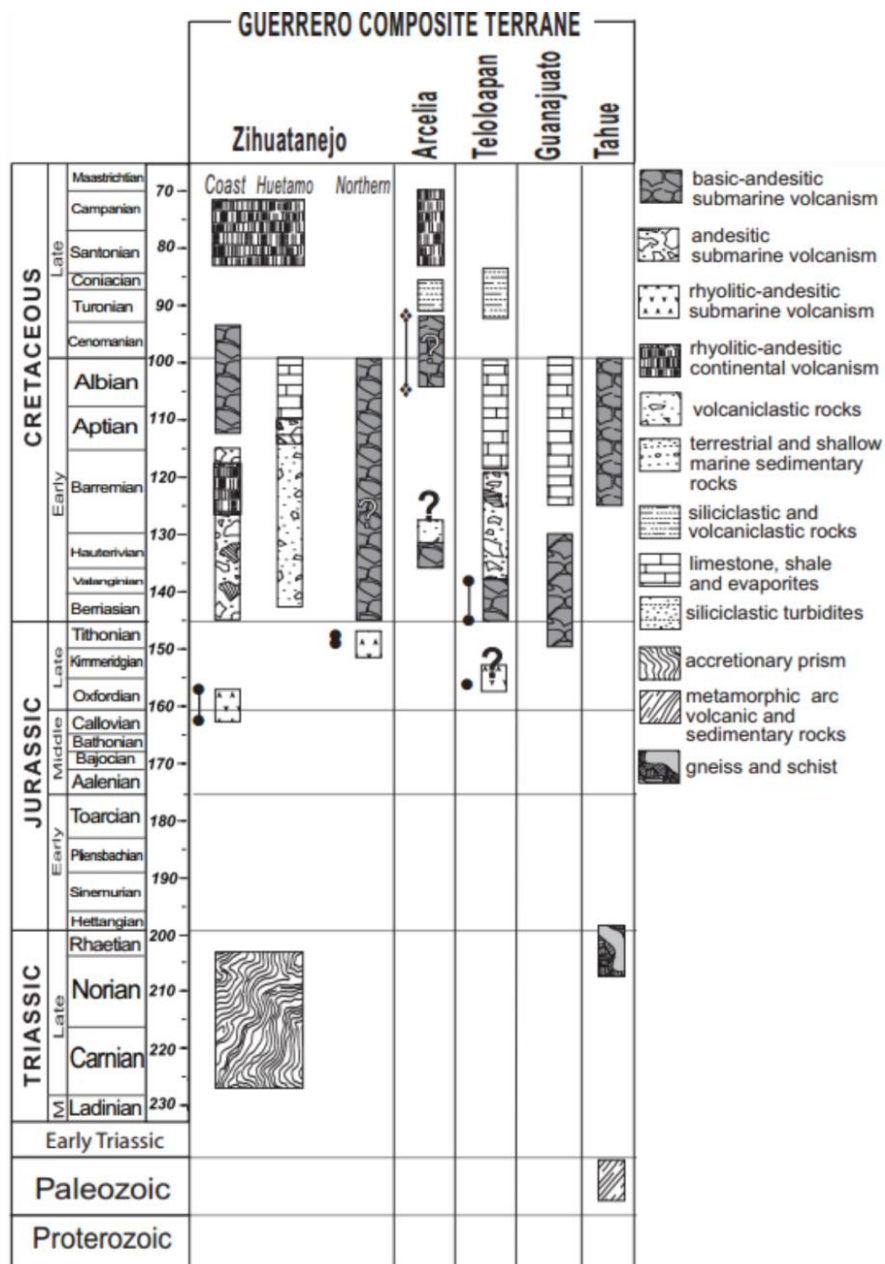 GUERRERO COMPOSITE TERRANE
Zihuatanejo
Arcelia
Teloloapan
Guanajuato
Tahue
Coast Huetamo Northern
CRETACEOUS
Late
Maastrichtian
70
Campanian
Santonian
80
Coniacian
Turonian
90
Cenomanian
100
Early
Albian
Aptian
110
Barremian
120
130
Hauterivian
Valanginian
140
Berriasian
JURASSIC
Late
Tithonian
150
Kimmeridgian
Oxfordian
160
Middle
Callovian
Bathonian
Bajocian
170
Aalenian
Early
Toarcian
180
Pliensbachian
190
Sinemurian
Hettangian
200
TRIASSIC
Late
Rhaetian
Norian
210
Carnian
220
M
Ladinian
230
Early Triassic
Paleozoic
Proterozoic
?
?
?
?
?
basic-andesitic
submarine volcanism
andesitic
submarine volcanism
rhyolitic-andesitic
submarine volcanism
rhyolitic-andesitic
continental volcanism
volcaniclastic rocks
terrestrial and shallow
marine sedimentary
rocks
siliciclastic and
volcaniclastic rocks
limestone, shale
and evaporites
siliciclastic turbidites
accretionary prism
metamorphic arc
volcanic and
sedimentary rocks
gneiss and schist